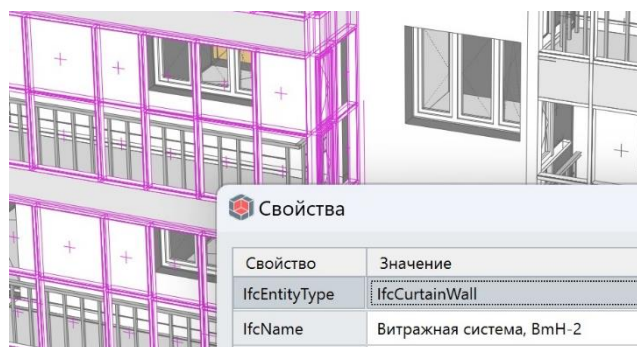 Свойства
Свойство Значение
IfcEntityType IfcCurtainWall
IfcName Витражная система, ВтН-2